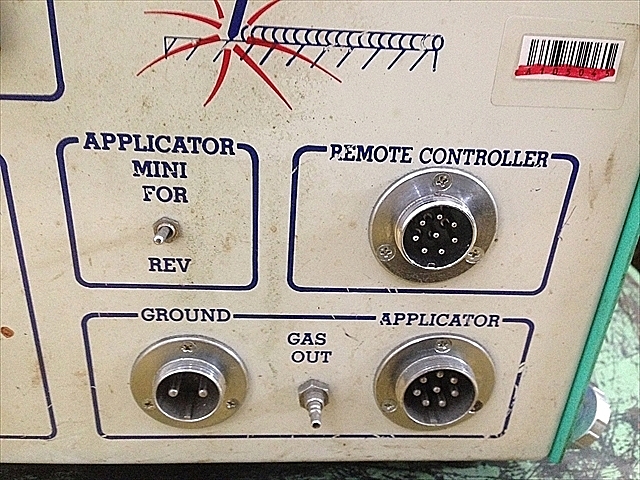 APPLICATOR
MINI
FOR
REV
REMOTE CONTROLLER
GROUND
GAS
OUT
APPLICATOR